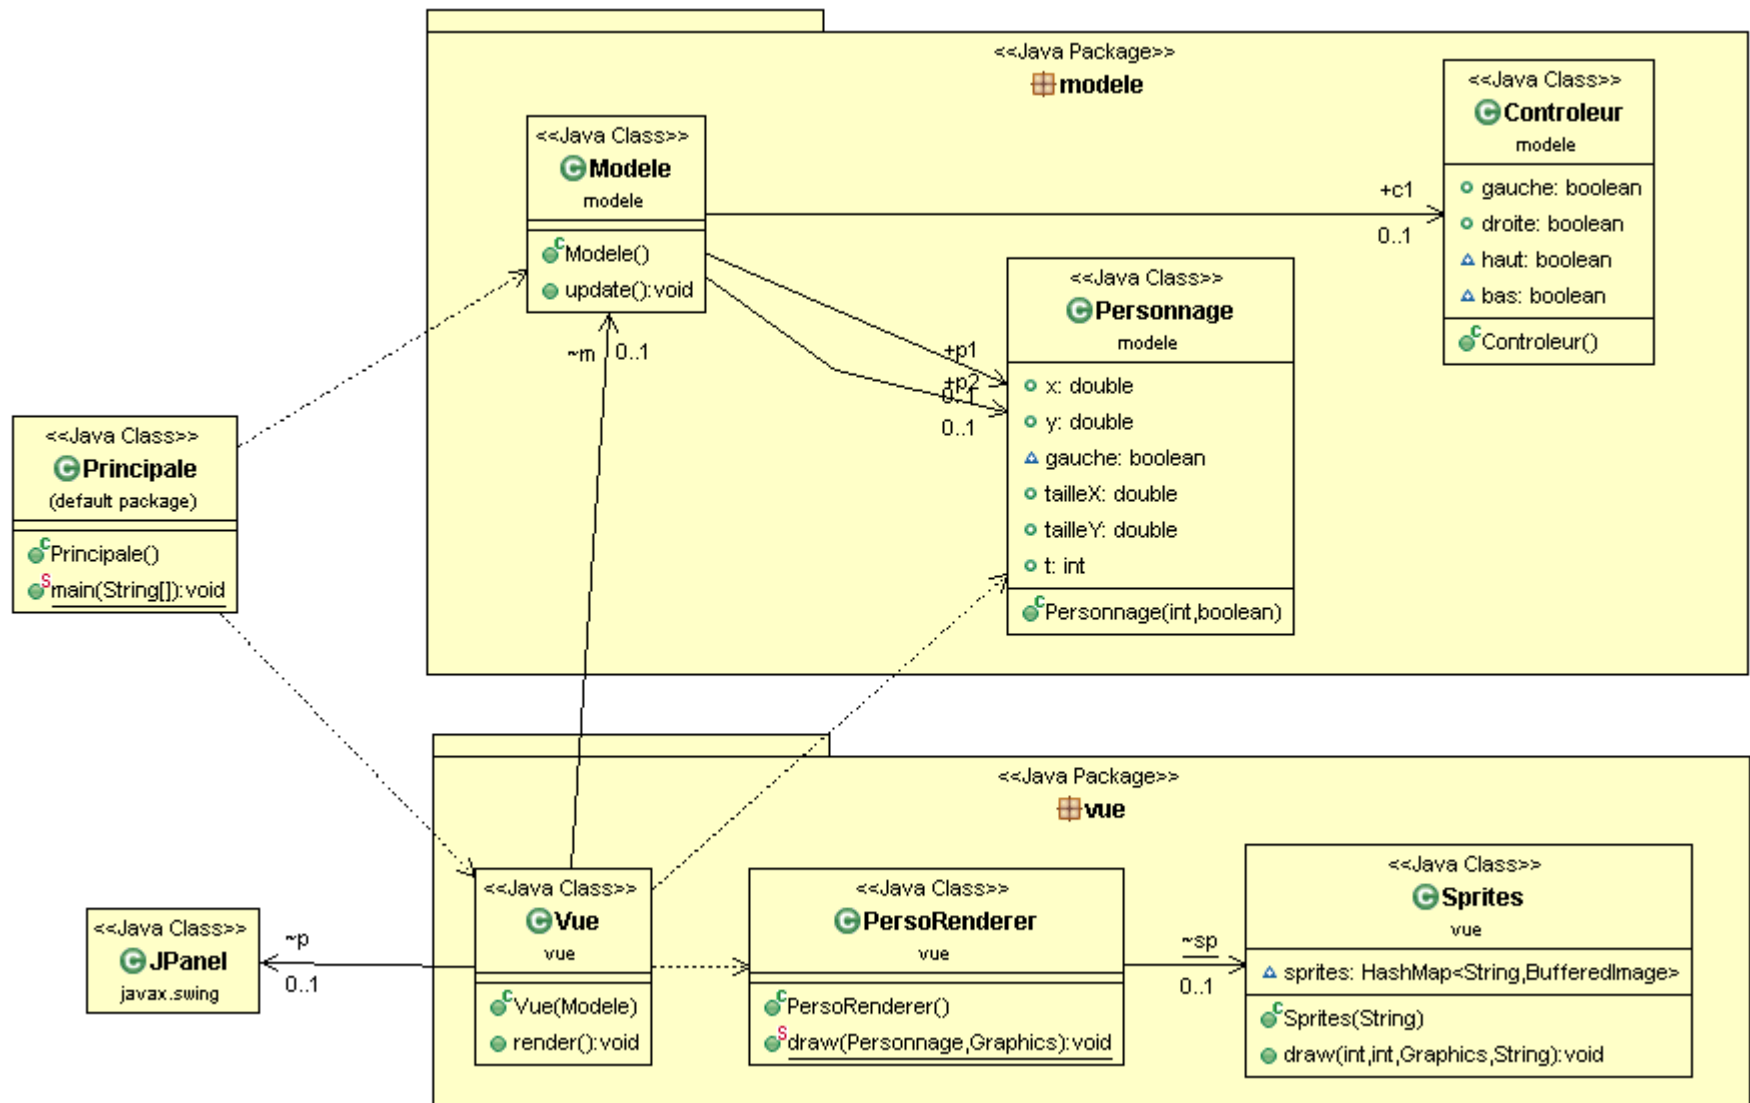 <<Java Package>>
modele
<<Java Class>>
Modele
modele
Modele()
update():void
<<Java Class>>
Controleur
modele
gauche: boolean
droite: boolean
haut: boolean
bas: boolean
Controleur()
+c1
0..1
<<Java Class>>
Personnage
modele
x: double
y: double
gauche: boolean
tailleX: double
tailleY: double
t: int
Personnage(int,boolean)
+p1
0..1
+p2
0..1
~m
0..1
<<Java Class>>
Principale
(default package)
Principale()
main(String[]):void
<<Java Package>>
vue
<<Java Class>>
JPanel
javax.swing
~p
0..1
<<Java Class>>
Vue
vue
Vue(Modele)
render():void
<<Java Class>>
PersoRenderer
vue
PersoRenderer()
draw(Personnage,Graphics):void
~sp
0..1
<<Java Class>>
Sprites
vue
sprites: HashMap<String,BufferedImage>
Sprites(String)
draw(int,int,Graphics,String):void